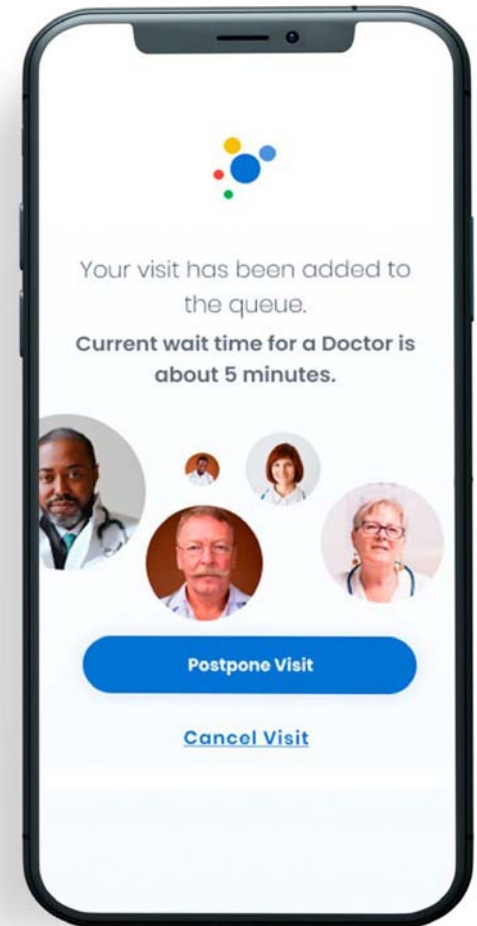 Your visit has been added to
the queue.
Current wait time for a Doctor is
about 5 minutes.
Postpone Visit
Cancel Visit